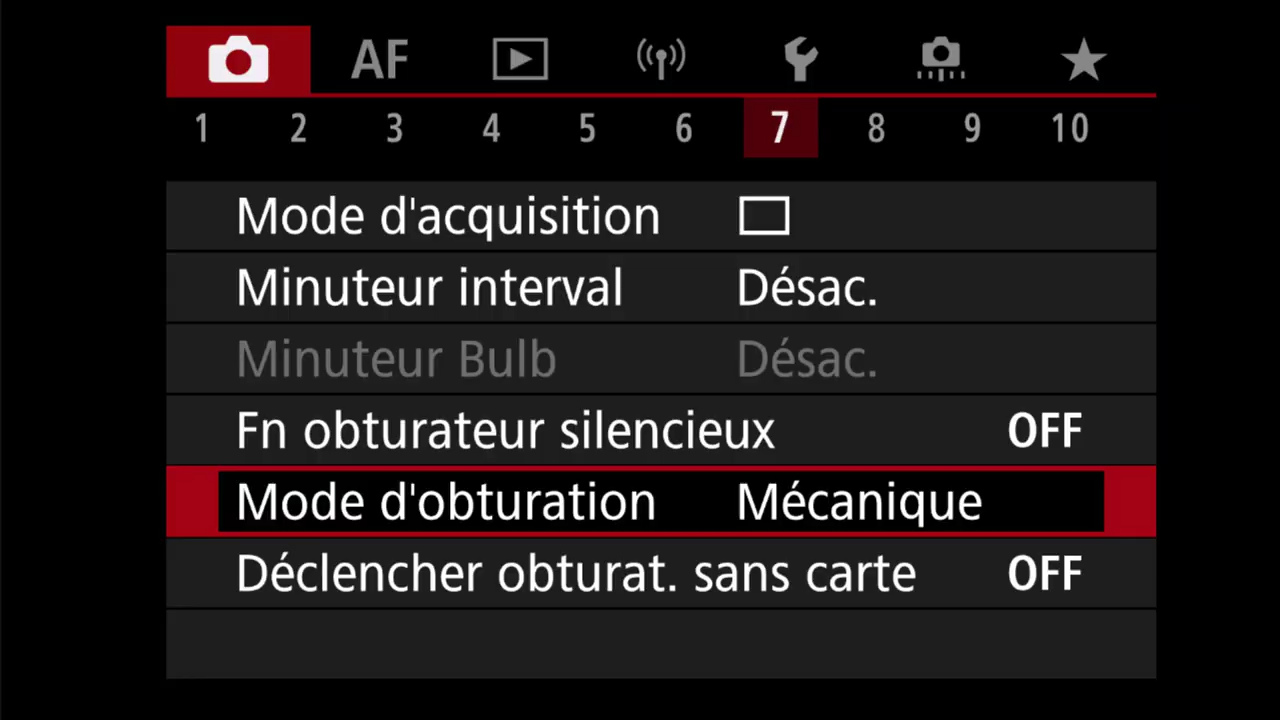 AF
1 2 3 4 5 6 7 8 9 10
Mode d'acquisition
Minuteur interval Désac.
Minuteur Bulb Désac.
Fn obturateur silencieux OFF
Mode d'obturation Mécanique
Déclencher obturat. sans carte OFF